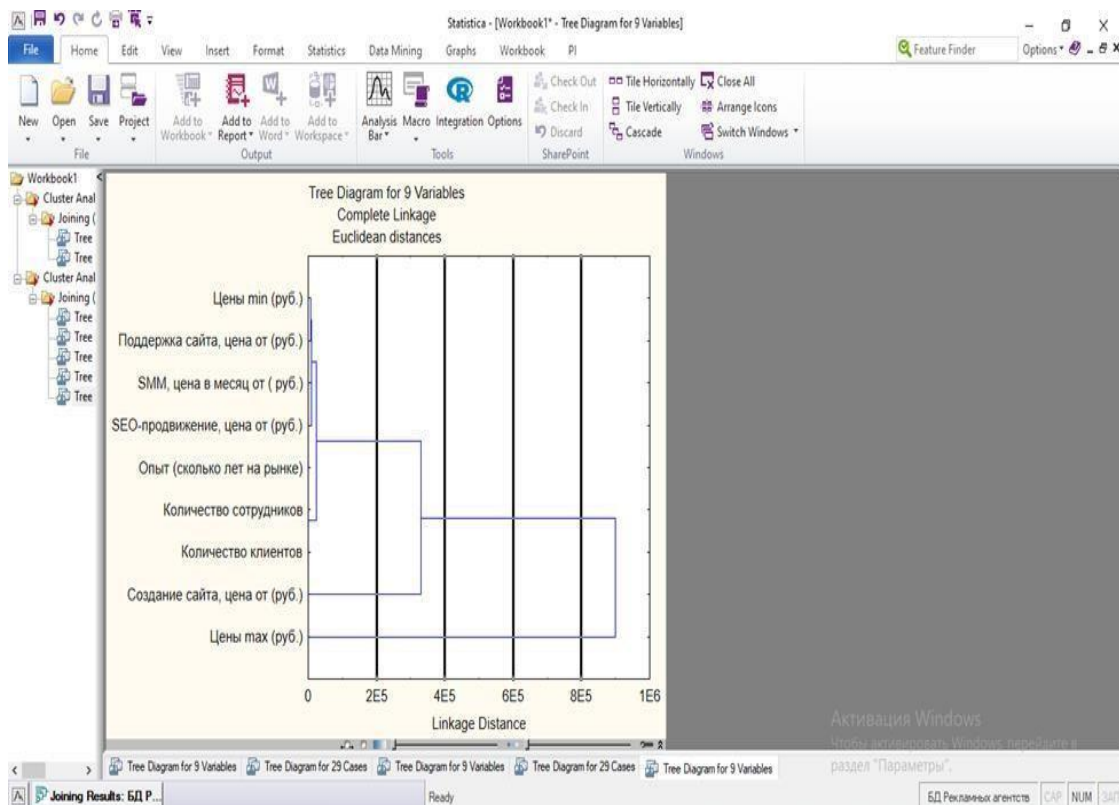 Statistica - [Workbook1* - Tree Diagram for 9 Variables]
File Home Edit View Insert Format Statistics Data Mining Graphs Workbook PI Feature Finder Options
New Open Save Project Add to Workbook Add to Report Add to Word Add to Workspace Analysis Bar Macro Integration Options Check Out Check In Discard Tile Horizontally Tile Vertically Cascade Close All Arrange Icons Switch Windows
File Output Tools SharePoint Windows
Workbook1
Cluster Anal
Joining (
Tree
Tree
Cluster Anal
Joining (
Tree
Tree
Tree
Tree
Tree
Tree Diagram for 9 Variables
Complete Linkage
Euclidean distances
Цены min (руб.)
Поддержка сайта, цена от (руб.)
SMM, цена в месяц от ( руб.)
SEO-продвижение, цена от (руб.)
Опыт (сколько лет на рынке)
Количество сотрудников
Количество клиентов
Создание сайта, цена от (руб.)
Цены max (руб.)
0 2E5 4E5 6E5 8E5 1E6
Linkage Distance
Активация Windows
Чтобы активировать Windows, перейдите в
раздел "Параметры".
Tree Diagram for 9 Variables Tree Diagram for 29 Cases Tree Diagram for 9 Variables Tree Diagram for 29 Cases Tree Diagram for 9 Variables
Joining Results: БД Р... Ready БД Рекламных агентств CAP NUM